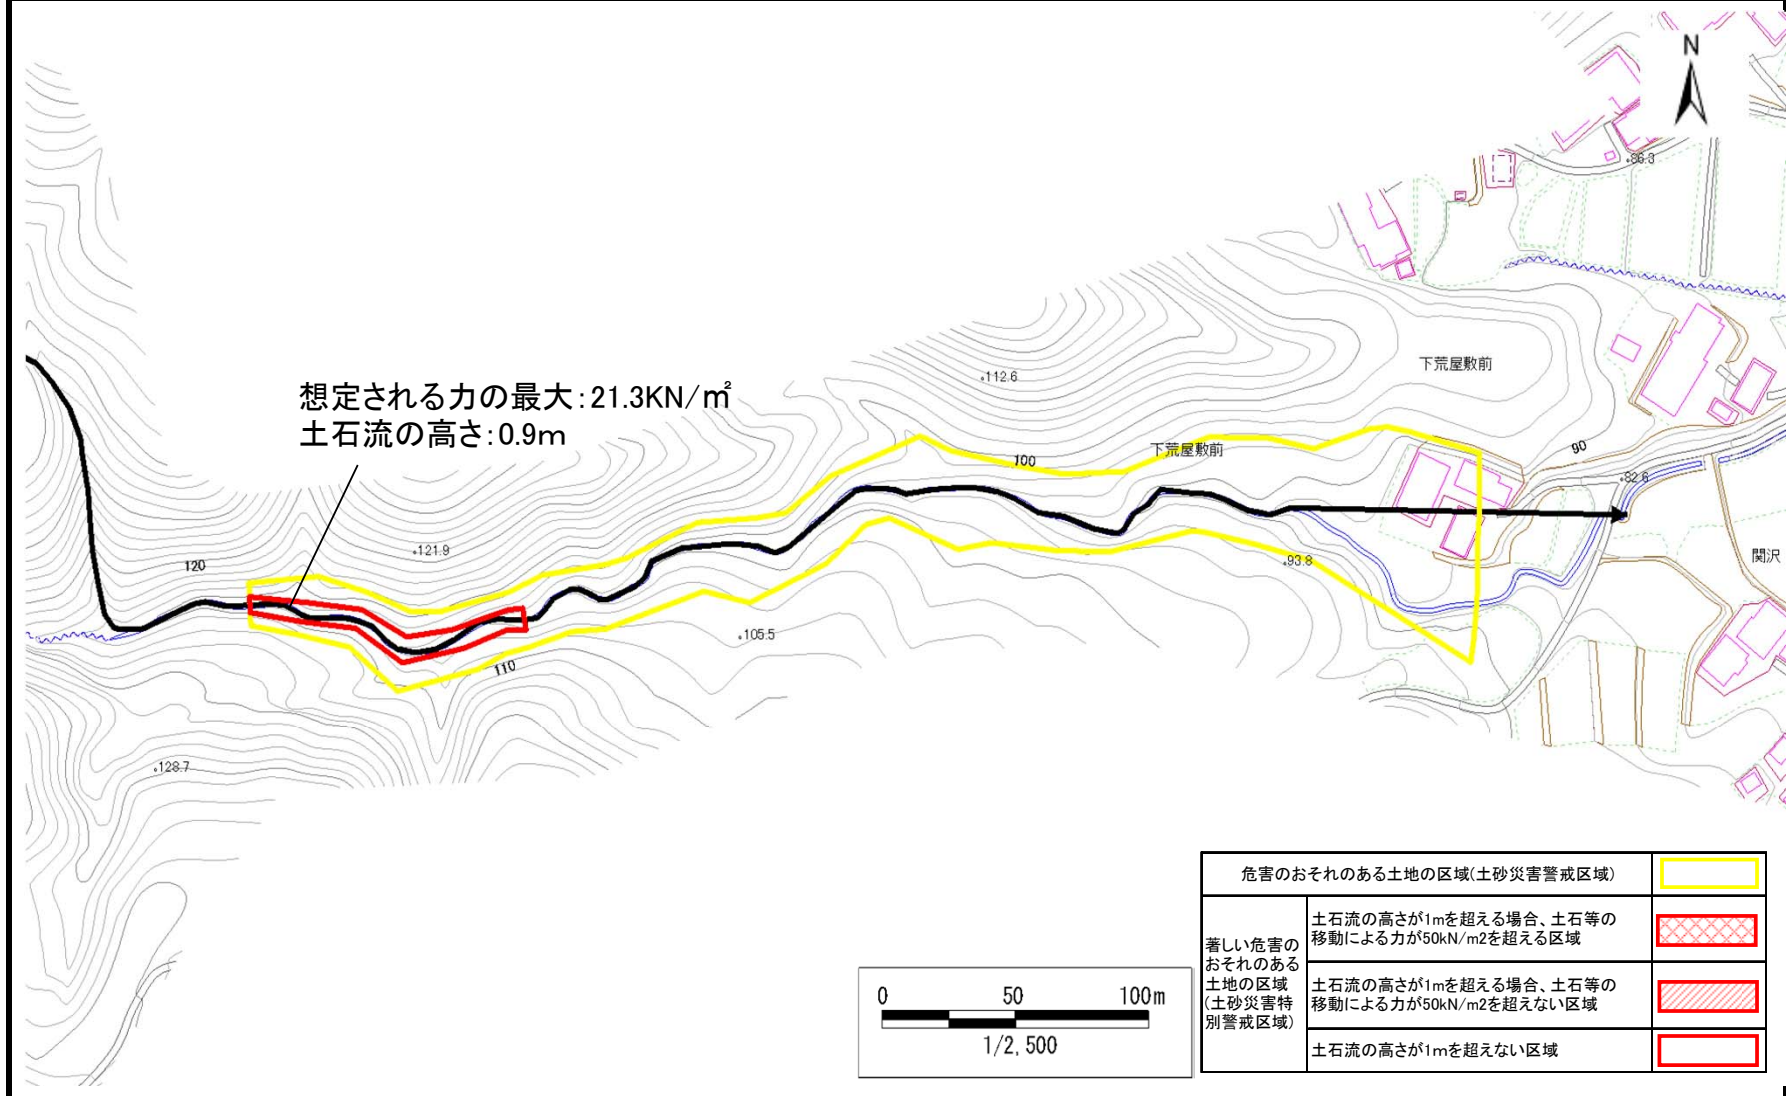 N
86.3
112.6
下荒屋敷前
想定される力の最大：21.3KN/㎡
土石流の高さ：0.9m
下荒屋敷前
100
90
82.6
121.9
120
93.8
関沢
105.5
110
128.7
危害のおそれのある土地の区域(土砂災害警戒区域)
著しい危害の
おそれのある
土地の区域
(土砂災害特
別警戒区域)
土石流の高さが1mを超える場合、土石等の
移動による力が50kN/m2を超える区域
土石流の高さが1mを超える場合、土石等の
移動による力が50kN/m2を超えない区域
土石流の高さが1mを超えない区域
0 50 100m
1/2,500